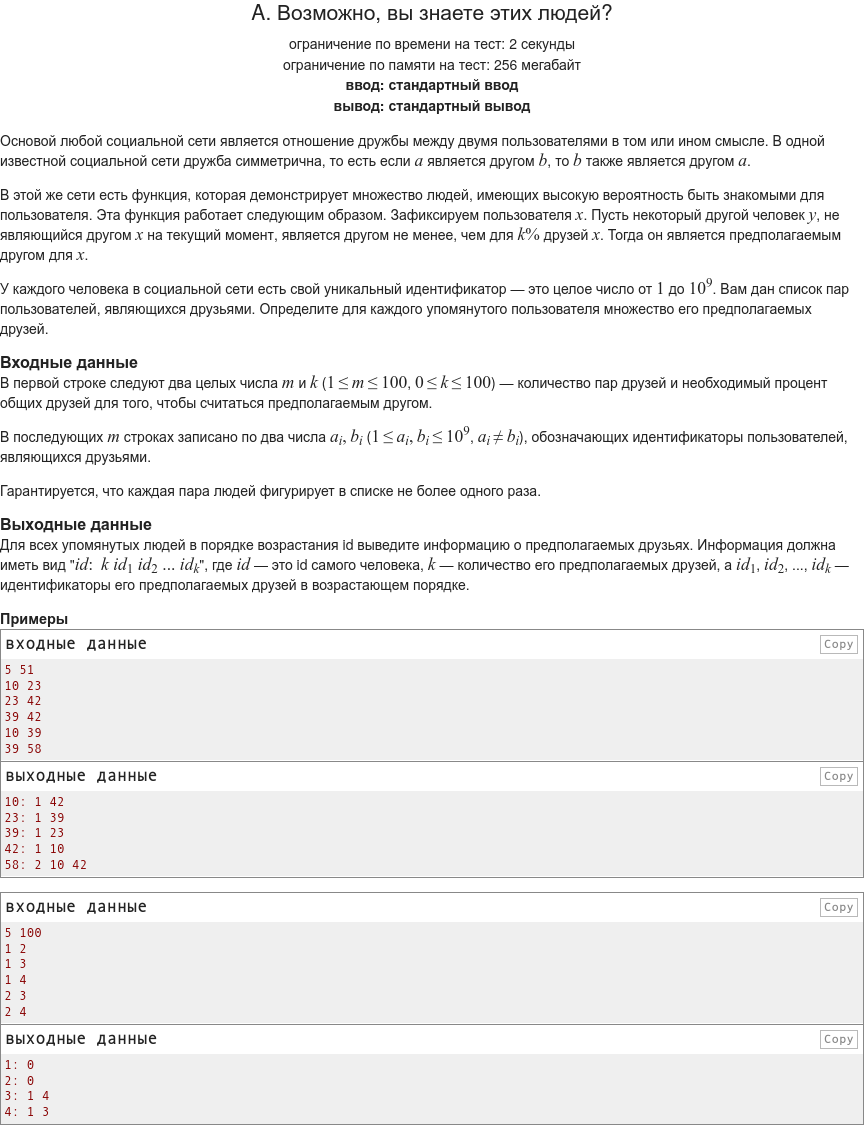 A. Возможно, вы знаете этих людей?
ограничение по времени на тест: 2 секунды
ограничение по памяти на тест: 256 мегабайт
ввод: стандартный ввод
вывод: стандартный вывод
Основой любой социальной сети является отношение дружбы между двумя пользователями в том или ином смысле. В одной
известной социальной сети дружба симметрична, то есть если a является другом b, то b также является другом a.
В этой же сети есть функция, которая демонстрирует множество людей, имеющих высокую вероятность быть знакомыми для
пользователя. Эта функция работает следующим образом. Зафиксируем пользователя x. Пусть некоторый другой человек y, не
являющийся другом x на текущий момент, является другом не менее, чем для k% друзей x. Тогда он является предполагаемым
другом для x.
У каждого человека в социальной сети есть свой уникальный идентификатор — это целое число от 1 до 10^9. Вам дан список пар
пользователей, являющихся друзьями. Определите для каждого упомянутого пользователя множество его предполагаемых
друзей.
Входные данные
В первой строке следуют два целых числа m и k (1 ≤ m ≤ 100, 0 ≤ k ≤ 100) — количество пар друзей и необходимый процент
общих друзей для того, чтобы считаться предполагаемым другом.
В последующих m строках записано по два числа a_i, b_i (1 ≤ a_i, b_i ≤ 10^9, a_i ≠ b_i), обозначающих идентификаторы пользователей,
являющихся друзьями.
Гарантируется, что каждая пара людей фигурирует в списке не более одного раза.
Выходные данные
Для всех упомянутых людей в порядке возрастания id выведите информацию о предполагаемых друзьях. Информация должна
иметь вид "id: k id_1 id_2 ... id_k", где id — это id самого человека, k — количество его предполагаемых друзей, а id_1, id_2, ..., id_k —
идентификаторы его предполагаемых друзей в возрастающем порядке.
Примеры
входные данные Copy
5 51
10 23
23 42
39 42
10 39
39 58
выходные данные Copy
10: 1 42
23: 1 39
39: 1 23
42: 1 10
58: 2 10 42
входные данные Copy
5 100
1 2
1 3
1 4
2 3
2 4
выходные данные Copy
1: 0
2: 0
3: 1 4
4: 1 3